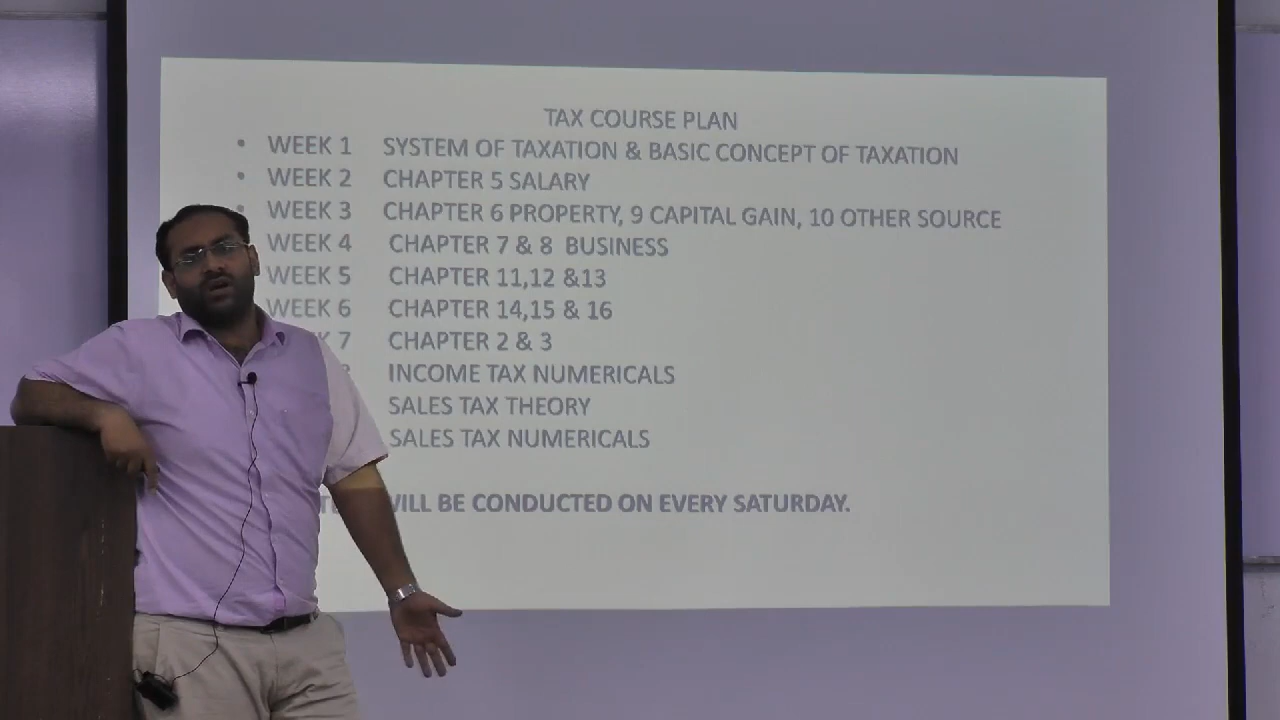 TAX COURSE PLAN
• WEEK 1 SYSTEM OF TAXATION & BASIC CONCEPT OF TAXATION
• WEEK 2 CHAPTER 5 SALARY
• WEEK 3 CHAPTER 6 PROPERTY, 9 CAPITAL GAIN, 10 OTHER SOURCE
WEEK 4 CHAPTER 7 & 8 BUSINESS
WEEK 5 CHAPTER 11,12 &13
WEEK 6 CHAPTER 14,15 & 16
7 CHAPTER 2 & 3
INCOME TAX NUMERICALS
SALES TAX THEORY
SALES TAX NUMERICALS
WILL BE CONDUCTED ON EVERY SATURDAY.